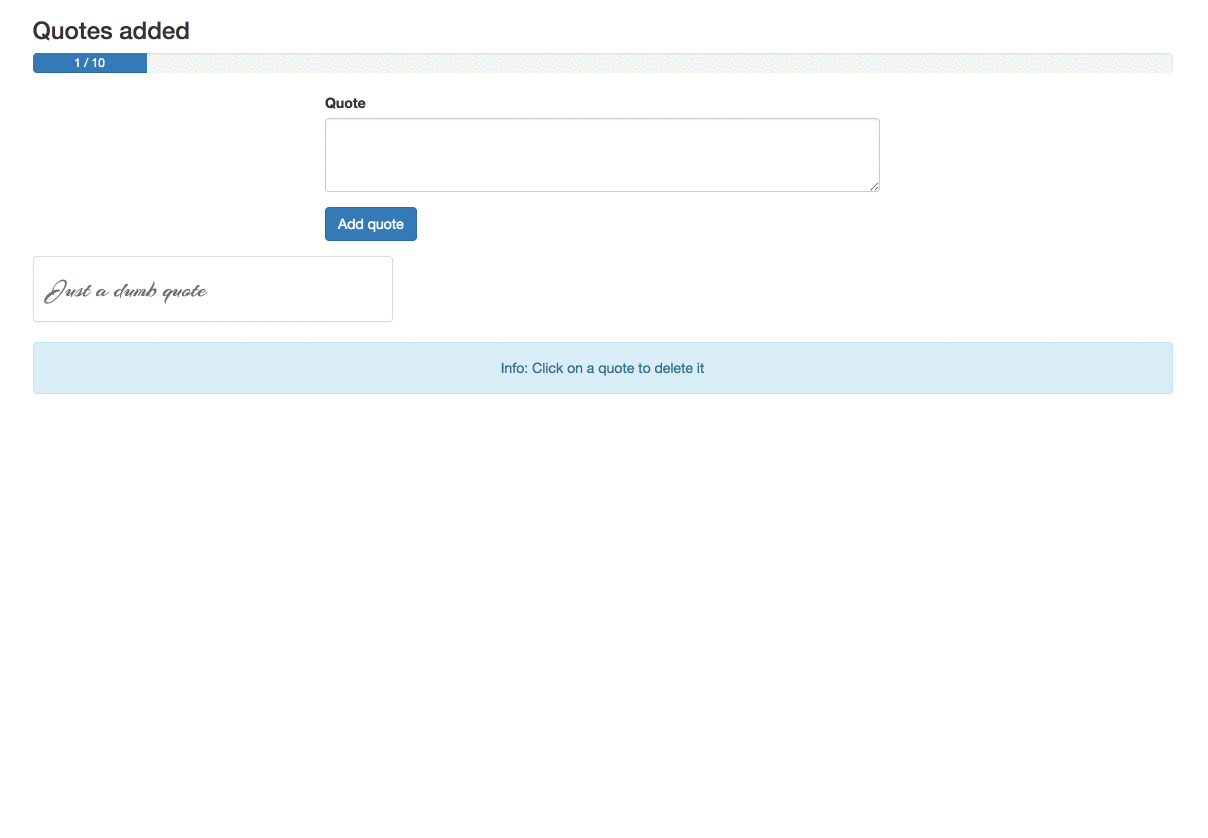 Quotes added
1 / 10
Quote
Add quote
Just a dumb quote
Info: Click on a quote to delete it